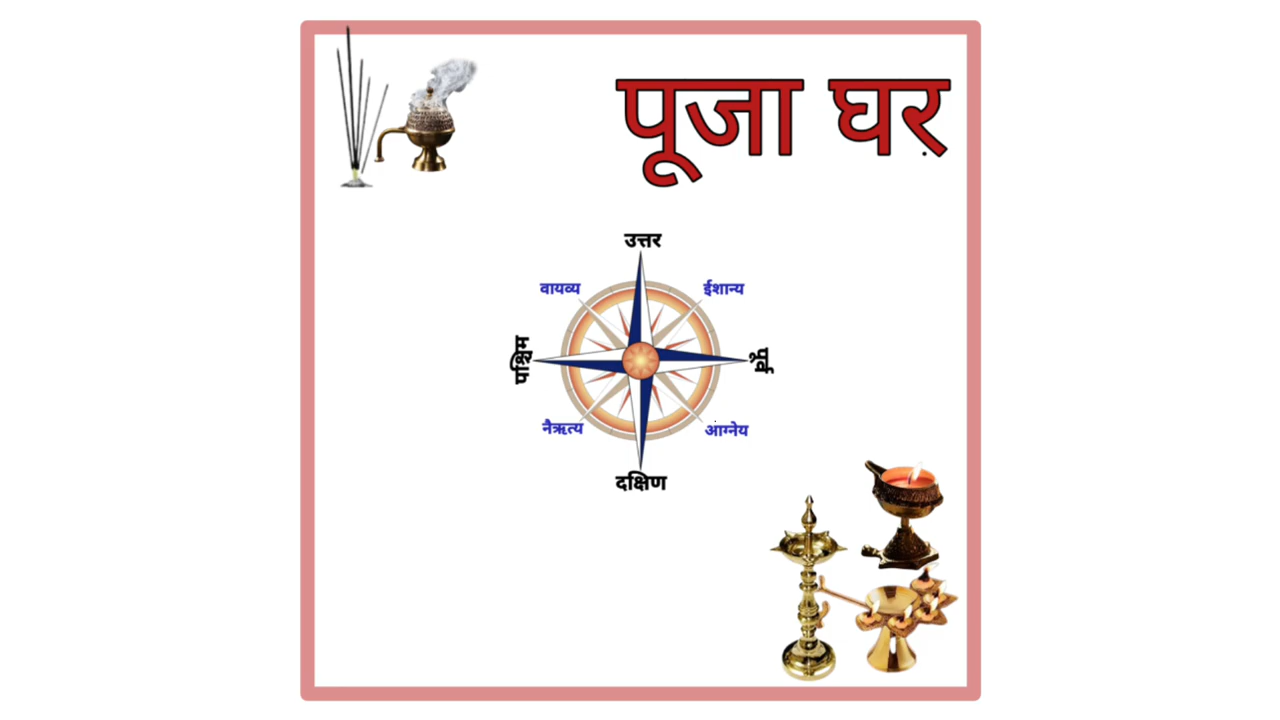 पूजा घर
उत्तर
वायव्य
ईशान्य
पश्चिम
पूर्व
नैऋत्य
आग्नेय
दक्षिण